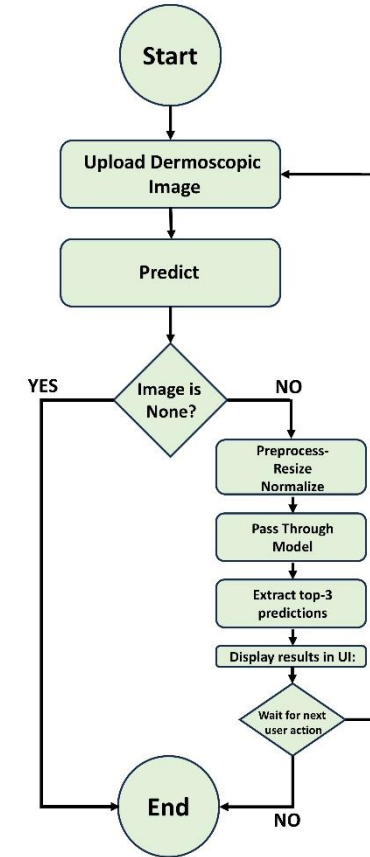 Start
Upload Dermoscopic
Image
Predict
Image is
None?
YES
NO
Preprocess-
Resize
Normalize
Pass Through
Model
Extract top-3
predictions
Display results in UI:
Wait for next
user action
NO
End